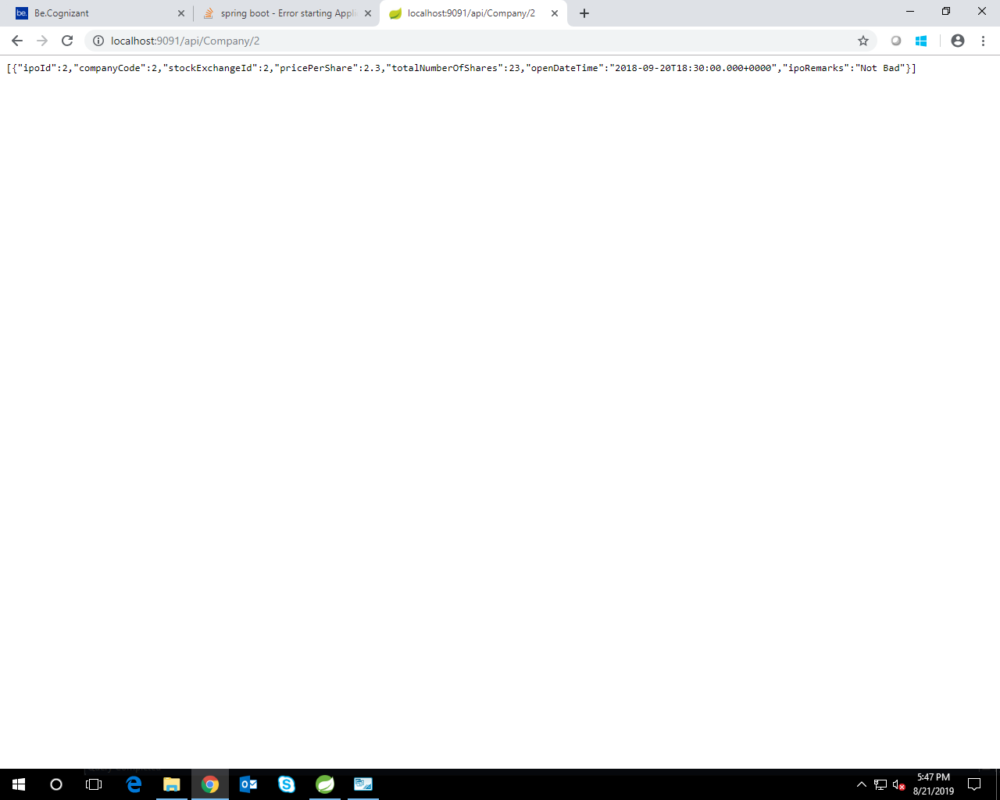 be. Be.Cognizant
spring boot - Error starting Appli
localhost:9091/api/Company/2
localhost:9091/api/Company/2
[{"ipoId":2,"companyCode":2,"stockExchangeId":2,"pricePerShare":2.3,"totalNumberOfShares":23,"openDateTime":"2018-09-20T18:30:00.000+0000","ipoRemarks":"Not Bad"}]
5:47 PM
8/21/2019